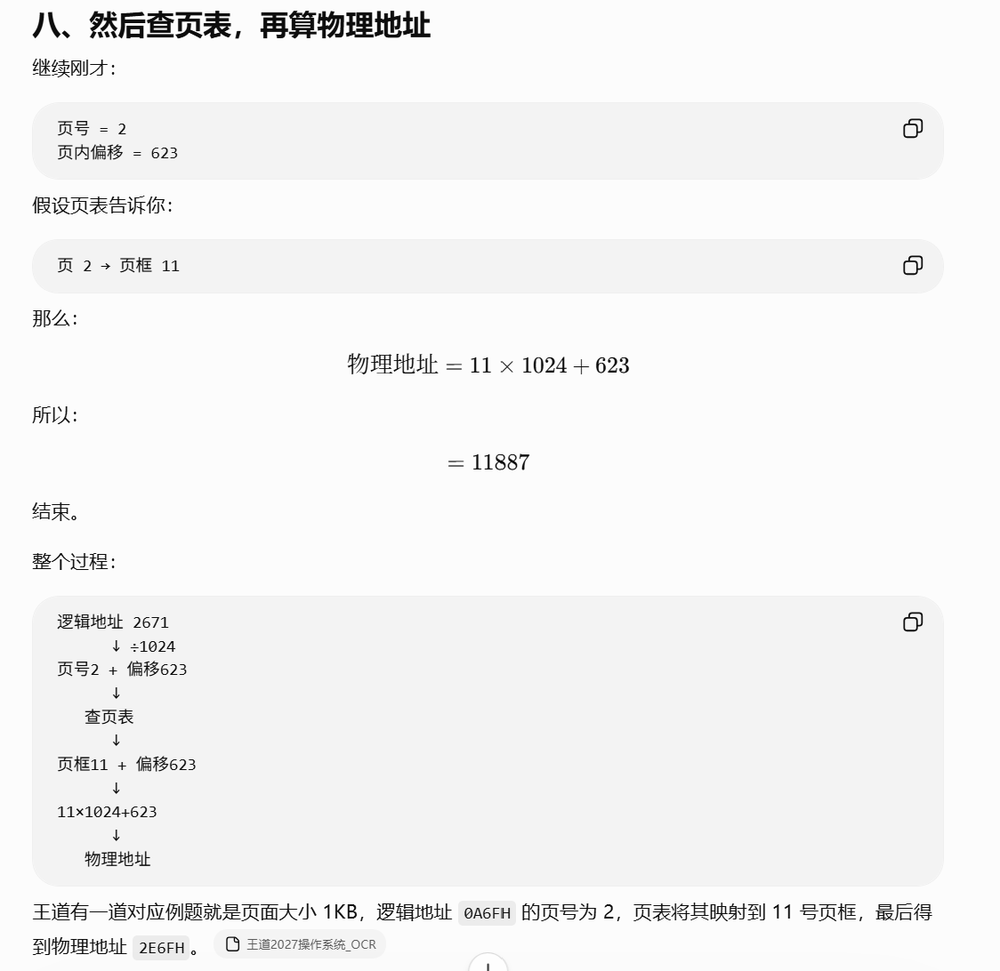 八、然后查页表，再算物理地址
继续刚才：
页号 = 2
页内偏移 = 623
假设页表告诉你：
页 2 → 页框 11
那么：
物理地址 = 11 × 1024 + 623
所以：
= 11887
结束。
整个过程：
逻辑地址 2671
↓ ÷1024
页号2 + 偏移623
↓
查页表
↓
页框11 + 偏移623
↓
11×1024+623
↓
物理地址
王道有一道对应例题就是页面大小 1KB，逻辑地址 0A6FH 的页号为 2，页表将其映射到 11 号页框，最后得
到物理地址 2E6FH 。 王道2027操作系统_OCR